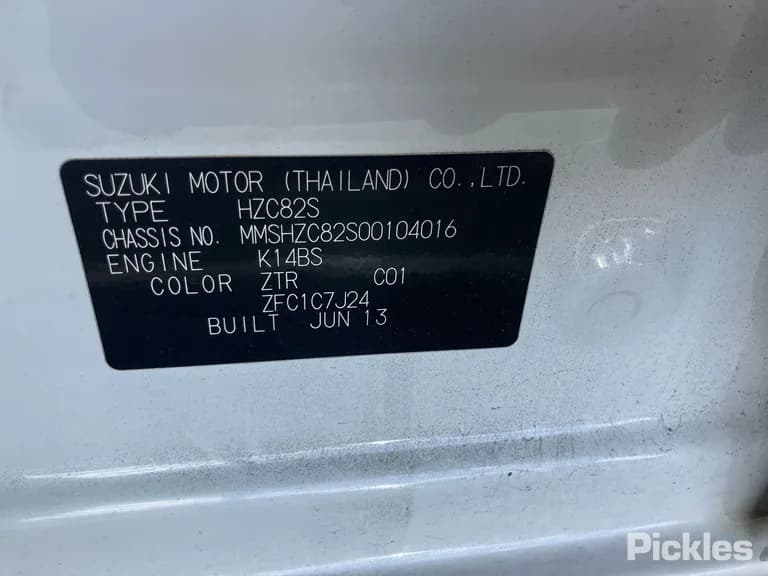 SUZUKI MOTOR (THAILAND) CO.,LTD.
TYPE HZC82S
CHASSIS NO. MMSHZC82S00104016
ENGINE K14BS
COLOR ZTR C01
ZFC1C7J24
BUILT JUN 13
Pickles